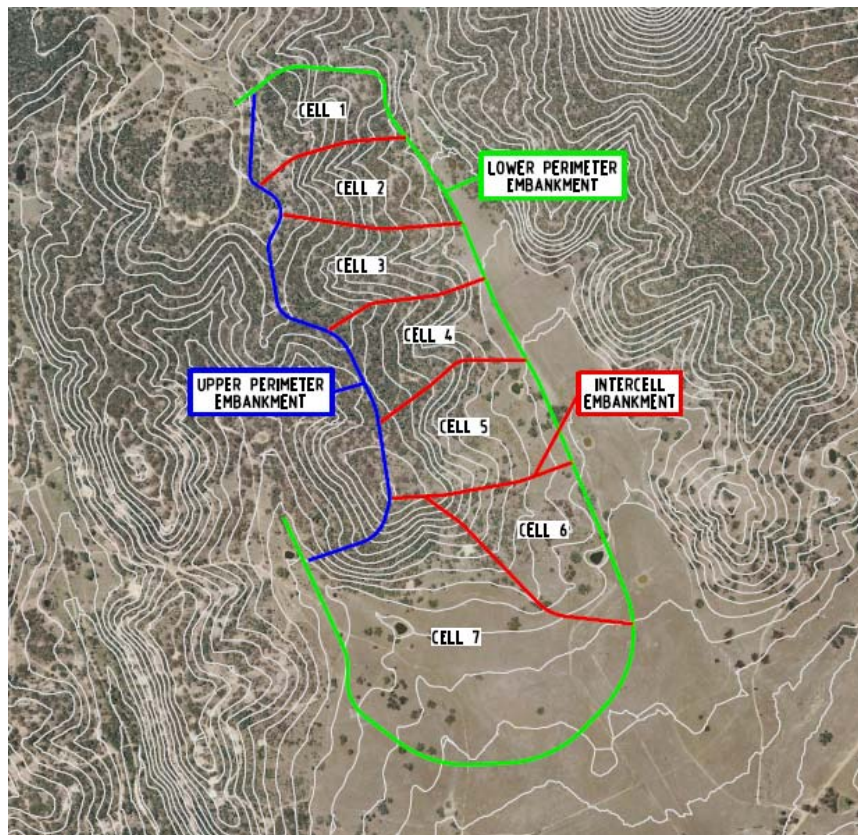 CELL 1
CELL 2
LOWER PERIMETER
EMBANKMENT
CELL 3
CELL 4
UPPER PERIMETER
EMBANKMENT
INTERCELL
EMBANKMENT
CELL 5
CELL 6
CELL 7